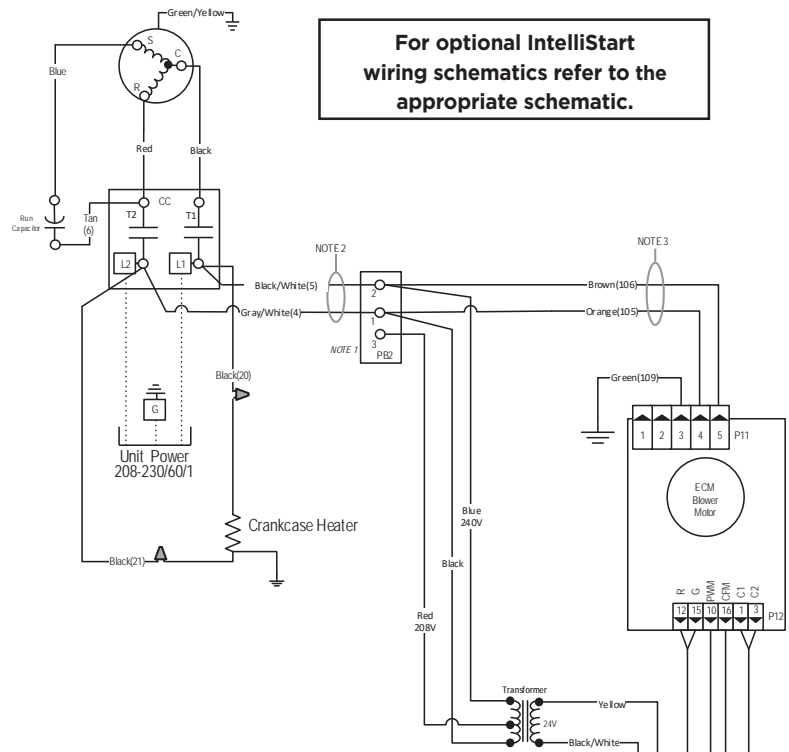 Green/Yellow
For optional IntelliStart
wiring schematics refer to the
appropriate schematic.
S
C
Blue
R
Red
Black
Run
Capacitor
Tan
(6)
CC
T2
T1
L2
L1
NOTE 2
NOTE 3
Black/White(5)
Brown(106)
2
Gray/White(4)
Orange(105)
1
NOTE 1
3
PB2
Black(20)
Green(109)
G
1 2 3 4 5 P11
Unit Power
208-230/60/1
ECM
Blower
Motor
Blue
240V
Crankcase Heater
Black(21)
Black
R G PWM CFM C1 C2
12 15 10 16 1 3 P12
Red
208V
Transformer
Yellow
24V
Black/White